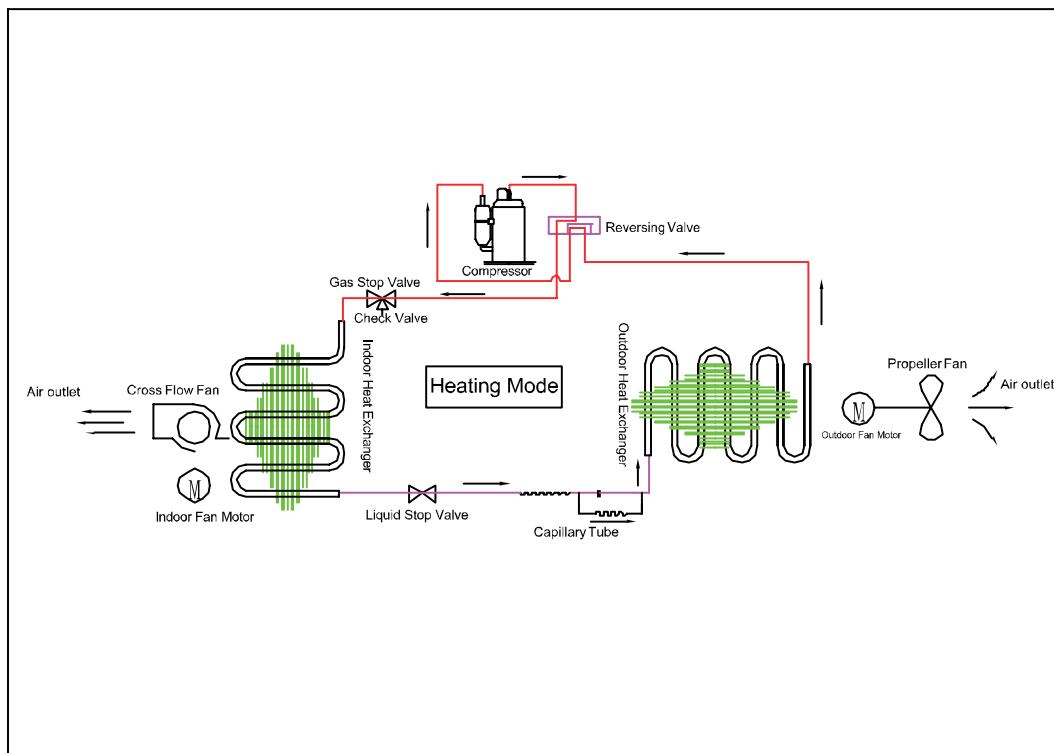 Reversing Valve
Compressor
Gas Stop Valve
Check Valve
Indoor Heat Exchanger
Outdoor Heat Exchanger
Heating Mode
Propeller Fan
Air outlet
Cross Flow Fan
Air outlet
M
Outdoor Fan Motor
M
Indoor Fan Motor
Liquid Stop Valve
Capillary Tube